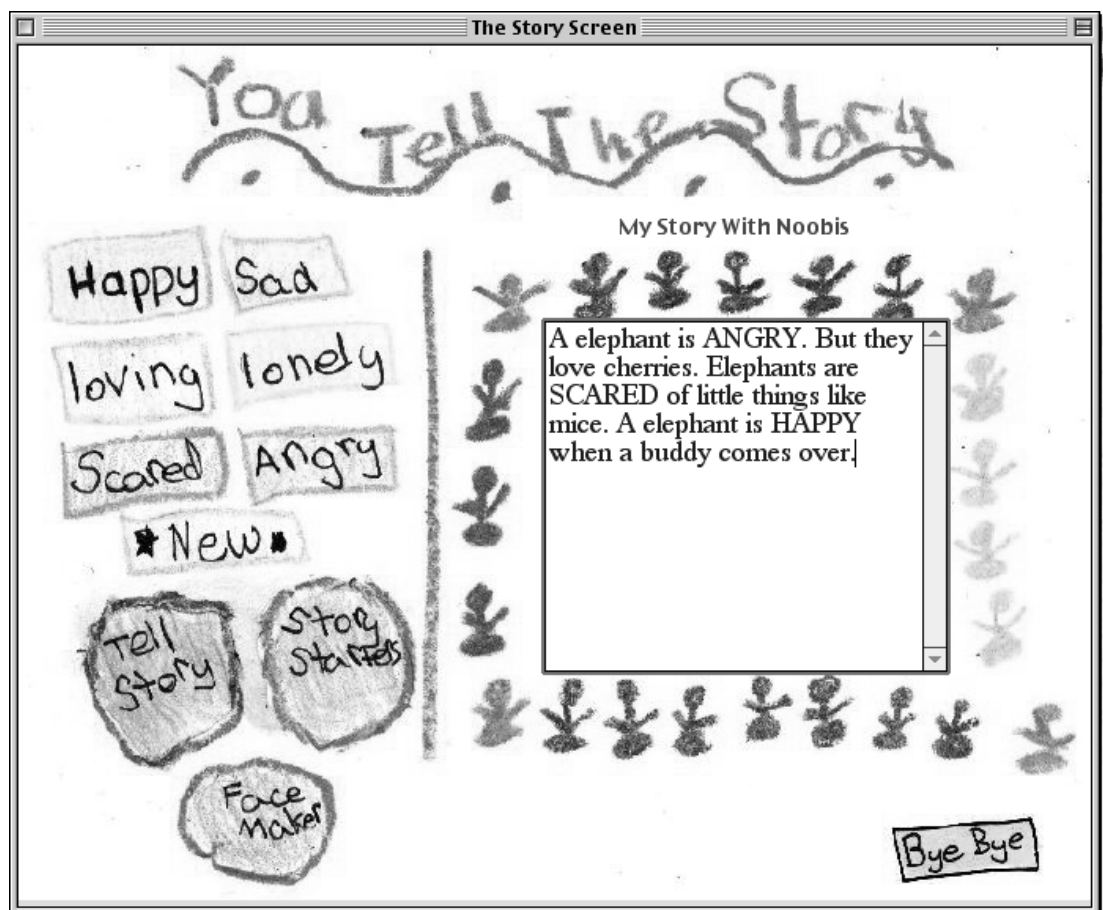 The Story Screen
You Tell The Story
My Story With Noobis
Happy Sad
loving lonely
Scared Angry
New
Tell
Story
Story
Starters
Face
Maker
A elephant is ANGRY. But they
love cherries. Elephants are
SCARED of little things like
mice. A elephant is HAPPY
when a buddy comes over.
Bye Bye